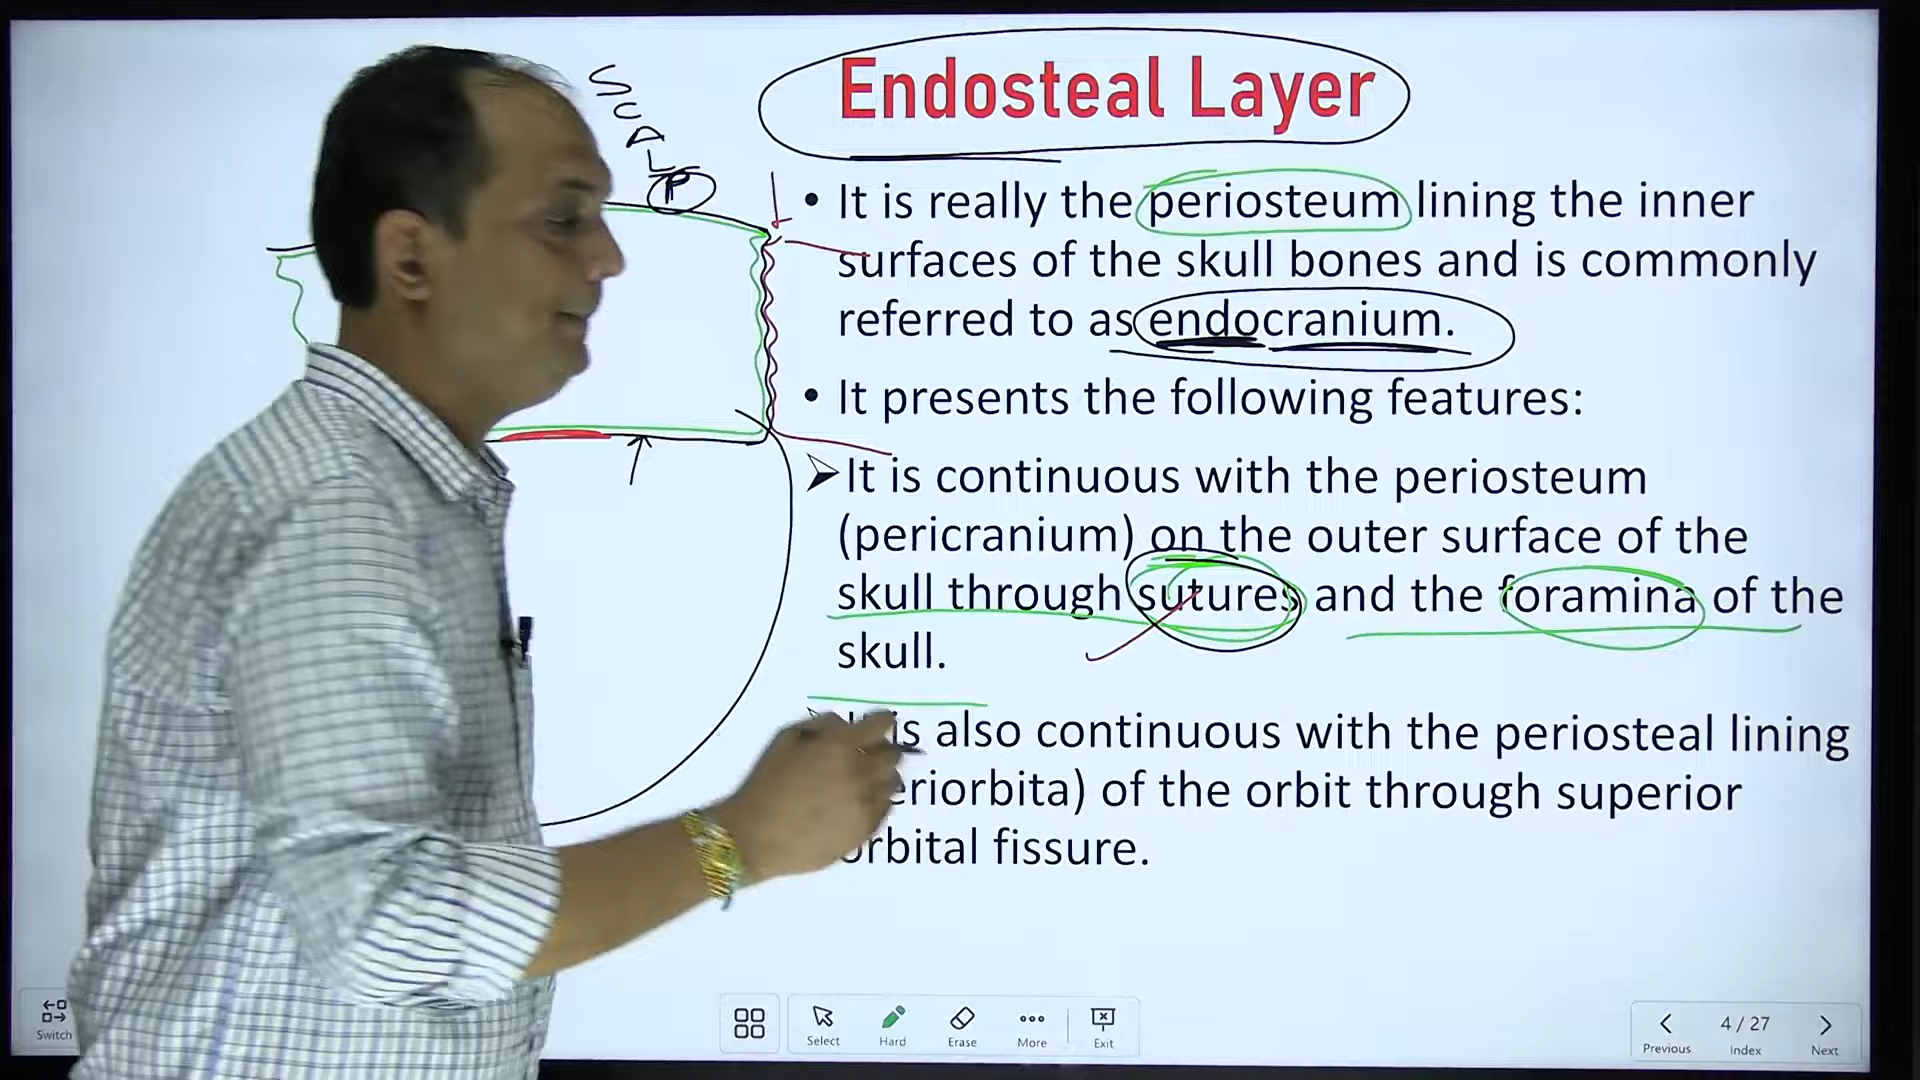 SCALP
P
Endosteal Layer
• It is really the periosteum lining the inner
surfaces of the skull bones and is commonly
referred to as endocranium.
• It presents the following features:
➢It is continuous with the periosteum
(pericranium) on the outer surface of the
skull through sutures and the foramina of the
skull.
is also continuous with the periosteal lining
eriorbita) of the orbit through superior
orbital fissure.
Switch
Select
Hard
Erase
More
Exit
4 / 27
Previous
Index
Next